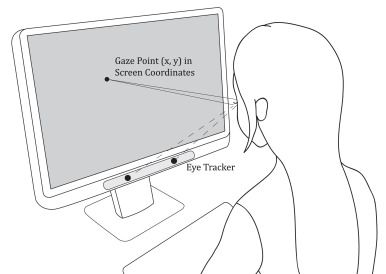 Gaze Point (x, y) in
Screen Coordinates
Eye Tracker